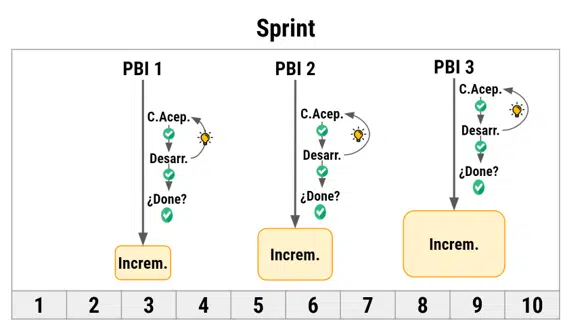 Sprint
PBI 1
PBI 2
PBI 3
C.Acep.
Desarr.
¿Done?
Increm.
C.Acep.
Desarr.
¿Done?
Increm.
C.Acep.
Desarr.
¿Done?
Increm.
1 2 3 4 5 6 7 8 9 10